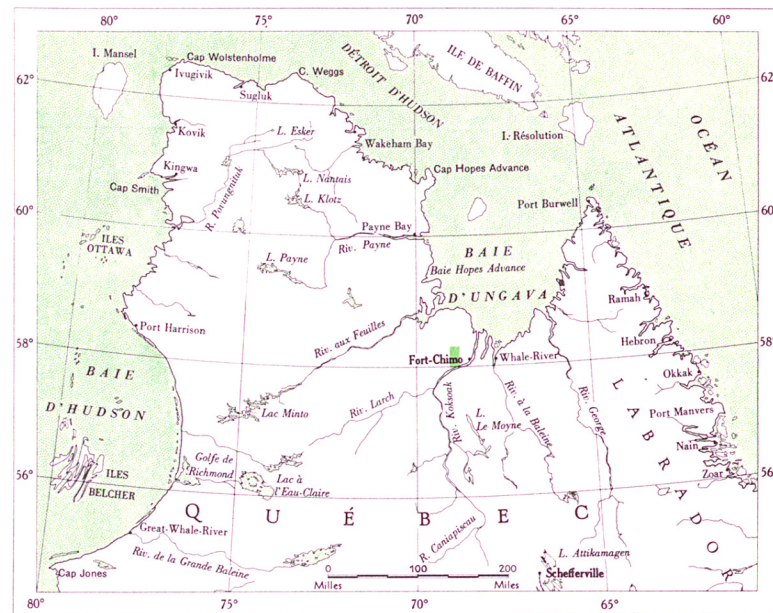 80°
75°
70°
65°
60°
62°
60°
58°
56°
62°
60°
58°
56°
I. Mansel
Cap Wolstenholme
Ivugivik
C. Weggs
Sugluk
DÉTROIT D'HUDSON
ILE DE BAFFIN
I. Résolution
OCÉAN
ATLANTIQUE
Kovik
L. Esker
Wakeham Bay
Kingwa
Cap Smith
L. Nantais
L. Klotz
Cap Hopes Advance
R. Povungnituk
Port Burwell
ILES
OTTAWA
Payne Bay
Riv. Payne
L. Payne
BAIE
Baie Hopes Advance
D'UNGAVA
Ramah
Port Harrison
Riv. aux Feuilles
Hebron
Fort-Chimo
Whale-River
Okkak
BAIE
D'HUDSON
Lac Minto
Riv. Larch
Riv. Koksoak
L.
Le Moyne
Riv. à la Baleine
Riv. George
Port Manvers
Nain
Zoar
LABRADOR
ILES
BELCHER
Golfe de
Richmond
Lac à
l'Eau-Claire
QUÉBEC
Great-Whale-River
Riv. de la Grande Baleine
R. Caniapiscau
L. Attikamagen
Schefferville
Cap Jones
0 100 200
Milles Miles
80°
75°
70°
65°